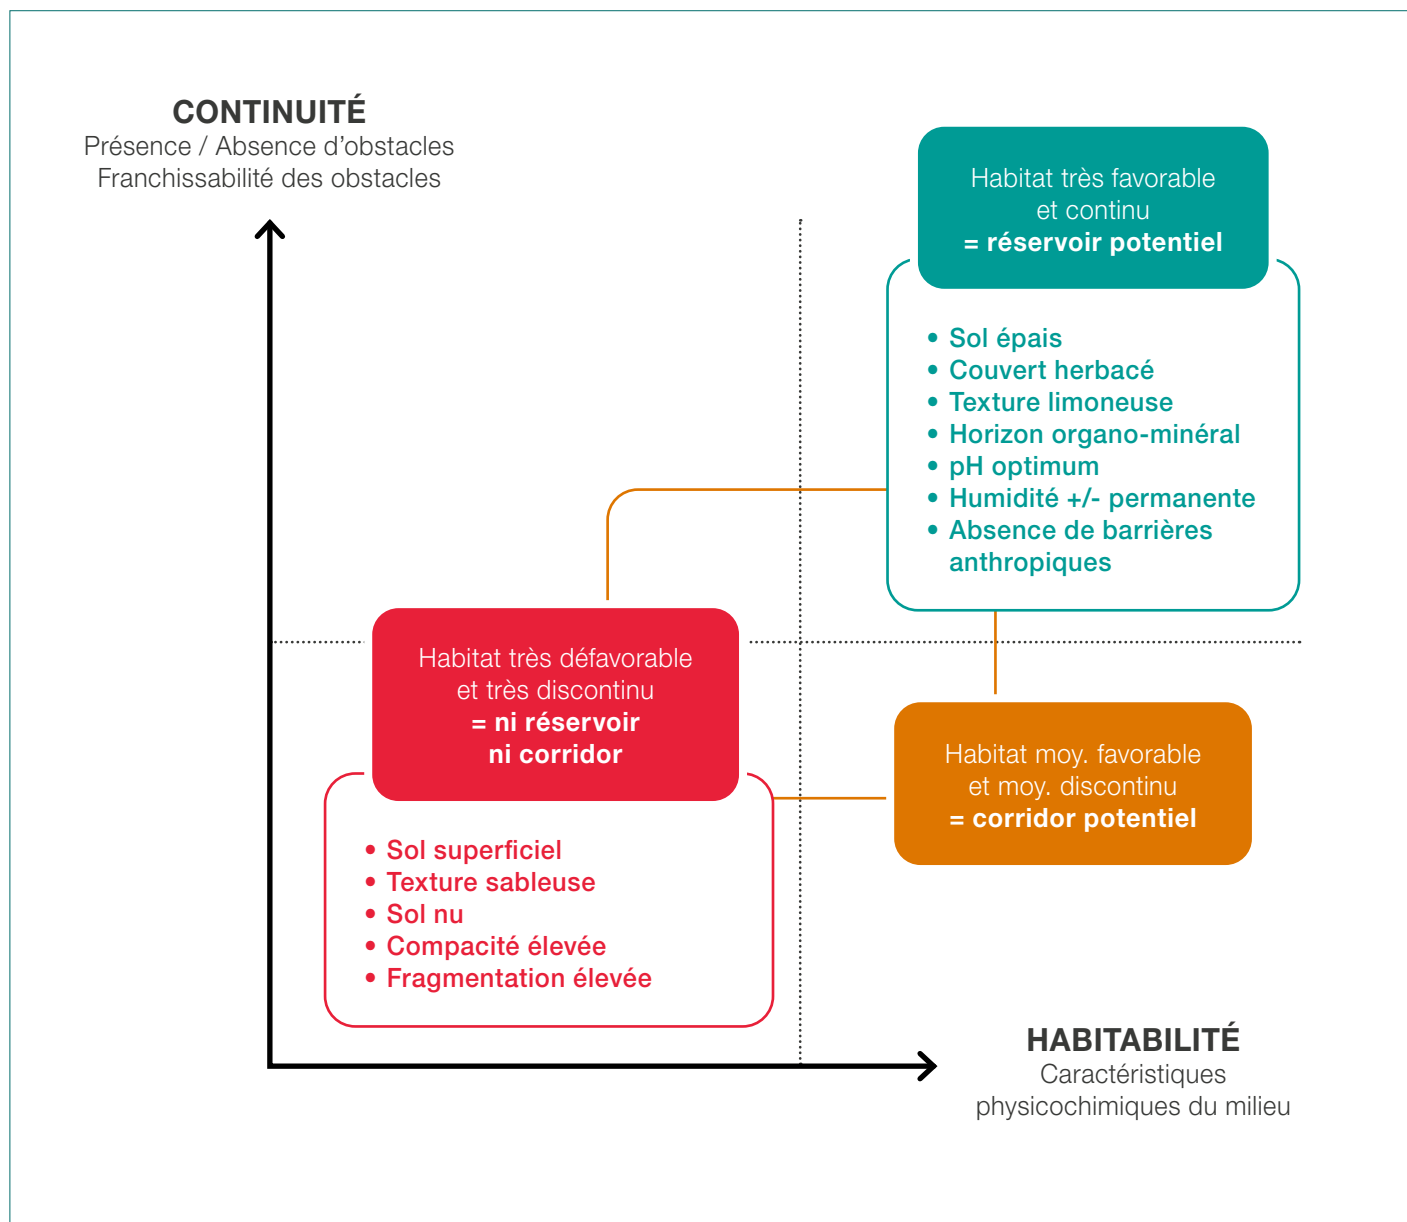 CONTINUITÉ
Présence / Absence d’obstacles
Franchissabilité des obstacles
Habitat très favorable
et continu
= réservoir potentiel
• Sol épais
• Couvert herbacé
• Texture limoneuse
• Horizon organo-minéral
• pH optimum
• Humidité +/- permanente
• Absence de barrières
anthropiques
Habitat très défavorable
et très discontinu
= ni réservoir
ni corridor
• Sol superficiel
• Texture sableuse
• Sol nu
• Compacité élevée
• Fragmentation élevée
Habitat moy. favorable
et moy. discontinu
= corridor potentiel
HABITABILITÉ
Caractéristiques
physicochimiques du milieu